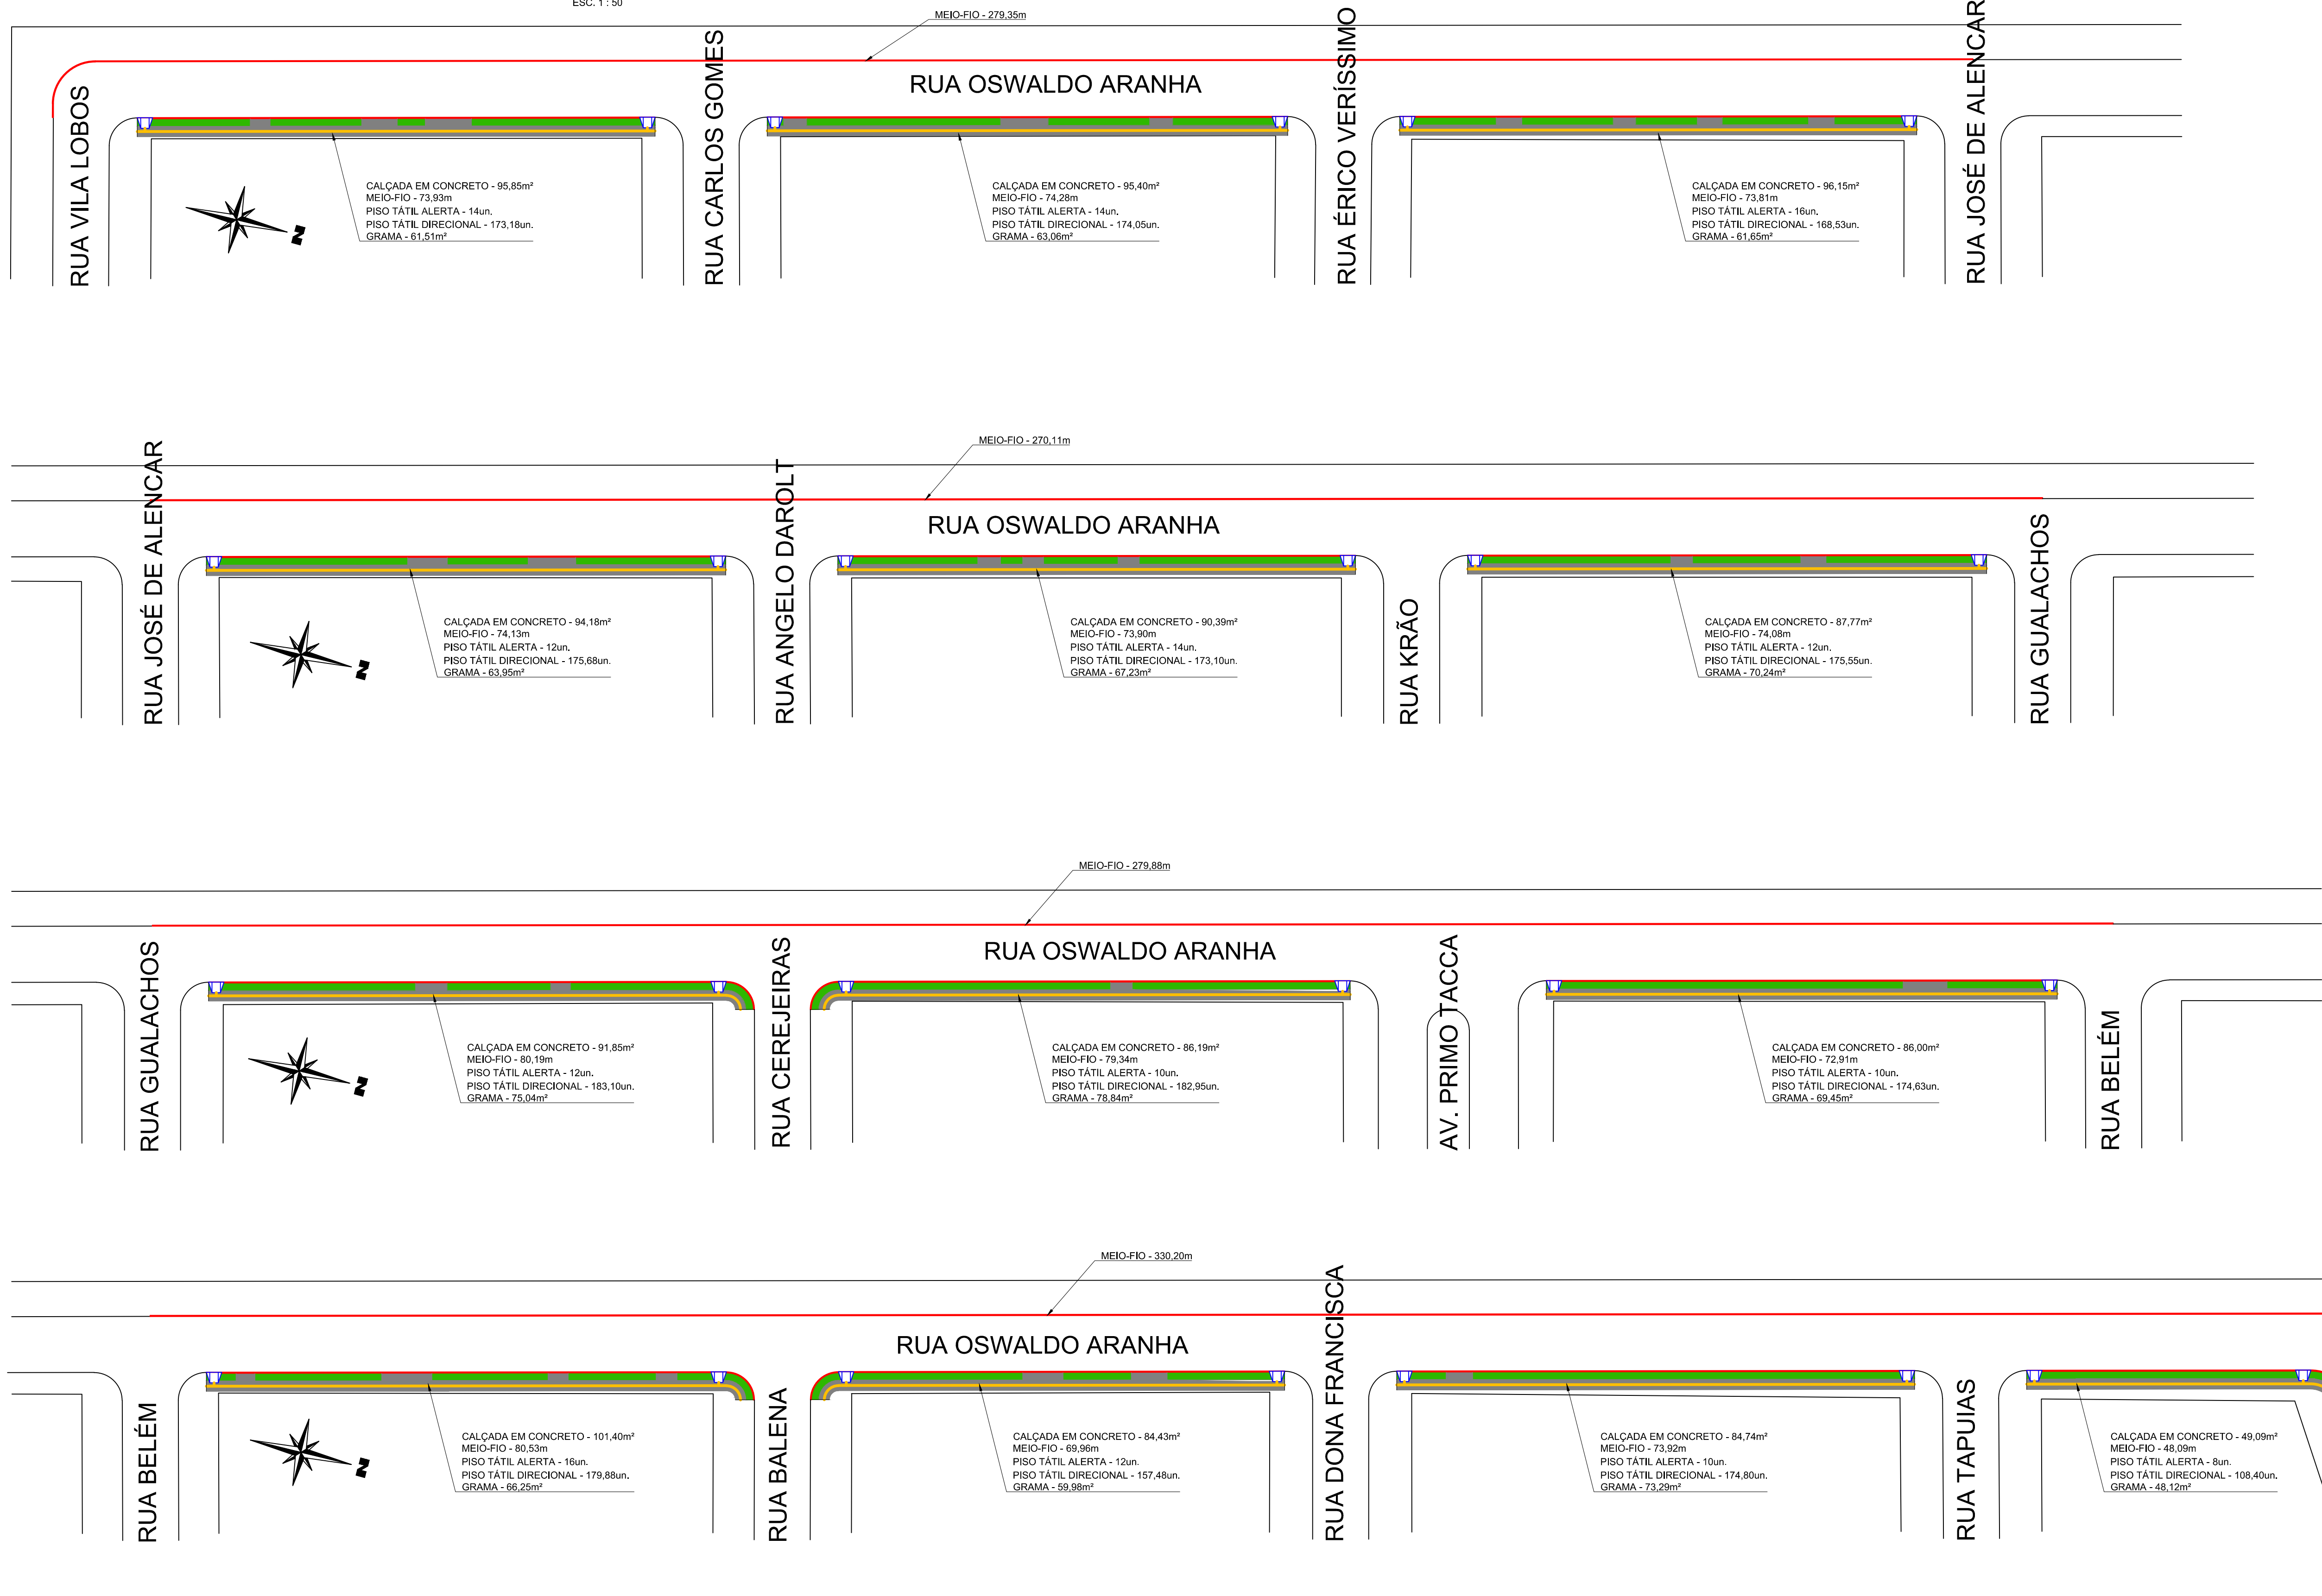 ESC. 1 : 50
MEIO-FIO - 279,35m
RUA OSWALDO ARANHA
RUA VILA LOBOS
RUA CARLOS GOMES
RUA ÉRICO VERÍSSIMO
RUA JOSÉ DE ALENCAR
CALÇADA EM CONCRETO - 95,85m²
MEIO-FIO - 73,93m
PISO TÁTIL ALERTA - 14un.
PISO TÁTIL DIRECIONAL - 173,18un.
GRAMA - 61,51m²
CALÇADA EM CONCRETO - 95,40m²
MEIO-FIO - 74,28m
PISO TÁTIL ALERTA - 14un.
PISO TÁTIL DIRECIONAL - 174,05un.
GRAMA - 63,06m²
CALÇADA EM CONCRETO - 96,15m²
MEIO-FIO - 73,81m
PISO TÁTIL ALERTA - 16un.
PISO TÁTIL DIRECIONAL - 168,53un.
GRAMA - 61,65m²
N
MEIO-FIO - 270,11m
RUA OSWALDO ARANHA
RUA JOSÉ DE ALENCAR
RUA ANGELO DAROLT
RUA KRÃO
RUA GUALACHOS
CALÇADA EM CONCRETO - 94,18m²
MEIO-FIO - 74,13m
PISO TÁTIL ALERTA - 12un.
PISO TÁTIL DIRECIONAL - 175,68un.
GRAMA - 63,95m²
CALÇADA EM CONCRETO - 90,39m²
MEIO-FIO - 73,90m
PISO TÁTIL ALERTA - 14un.
PISO TÁTIL DIRECIONAL - 173,10un.
GRAMA - 67,23m²
CALÇADA EM CONCRETO - 87,77m²
MEIO-FIO - 74,08m
PISO TÁTIL ALERTA - 12un.
PISO TÁTIL DIRECIONAL - 175,55un.
GRAMA - 70,24m²
N
MEIO-FIO - 279,88m
RUA OSWALDO ARANHA
RUA GUALACHOS
RUA CEREJEIRAS
AV. PRIMO TACCA
RUA BELÉM
CALÇADA EM CONCRETO - 91,85m²
MEIO-FIO - 80,19m
PISO TÁTIL ALERTA - 12un.
PISO TÁTIL DIRECIONAL - 183,10un.
GRAMA - 75,04m²
CALÇADA EM CONCRETO - 86,19m²
MEIO-FIO - 79,34m
PISO TÁTIL ALERTA - 10un.
PISO TÁTIL DIRECIONAL - 182,95un.
GRAMA - 78,84m²
CALÇADA EM CONCRETO - 86,00m²
MEIO-FIO - 72,91m
PISO TÁTIL ALERTA - 10un.
PISO TÁTIL DIRECIONAL - 174,63un.
GRAMA - 69,45m²
N
MEIO-FIO - 330,20m
RUA OSWALDO ARANHA
RUA BELÉM
RUA BALENA
RUA DONA FRANCISCA
RUA TAPUIAS
CALÇADA EM CONCRETO - 101,40m²
MEIO-FIO - 80,53m
PISO TÁTIL ALERTA - 16un.
PISO TÁTIL DIRECIONAL - 179,88un.
GRAMA - 66,25m²
CALÇADA EM CONCRETO - 84,43m²
MEIO-FIO - 69,96m
PISO TÁTIL ALERTA - 12un.
PISO TÁTIL DIRECIONAL - 157,48un.
GRAMA - 59,98m²
CALÇADA EM CONCRETO - 84,74m²
MEIO-FIO - 73,92m
PISO TÁTIL ALERTA - 10un.
PISO TÁTIL DIRECIONAL - 174,80un.
GRAMA - 73,29m²
CALÇADA EM CONCRETO - 49,09m²
MEIO-FIO - 48,09m
PISO TÁTIL ALERTA - 8un.
PISO TÁTIL DIRECIONAL - 108,40un.
GRAMA - 48,12m²
N